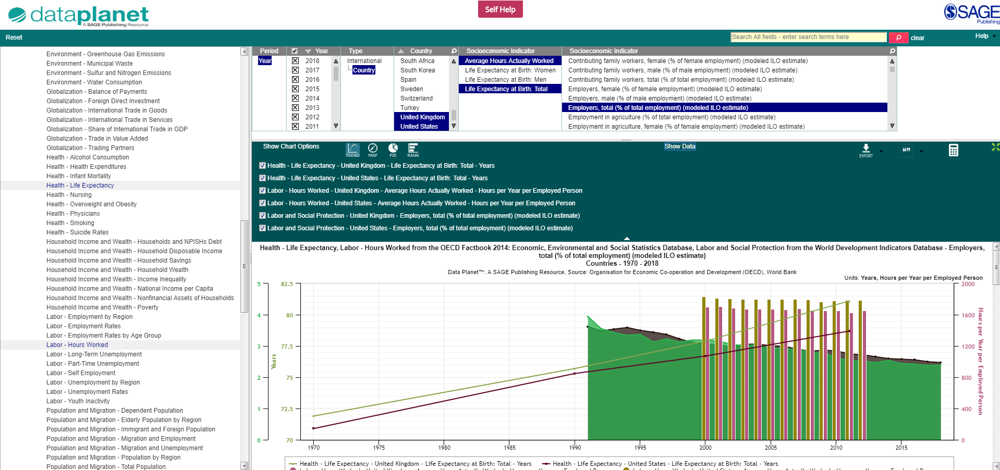 dataplanet
A SAGE Publishing Resource
Self Help
SAGE
Publishing
Reset
Search All fields - enter search terms here
clear
Help
Environment - Greenhouse Gas Emissions
Environment - Municipal Waste
Environment - Sulfur and Nitrogen Emissions
Environment - Water Consumption
Globalization - Balance of Payments
Globalization - Foreign Direct Investment
Globalization - International Trade in Goods
Globalization - International Trade in Services
Globalization - Share of International Trade in GDP
Globalization - Trade in Value Added
Globalization - Trading Partners
Health - Alcohol Consumption
Health - Health Expenditures
Health - Infant Mortality
Health - Life Expectancy
Health - Nursing
Health - Overweight and Obesity
Health - Physicians
Health - Smoking
Health - Suicide Rates
Household Income and Wealth - Households and NPISHs Debt
Household Income and Wealth - Household Disposable Income
Household Income and Wealth - Household Savings
Household Income and Wealth - Household Wealth
Household Income and Wealth - Income Inequality
Household Income and Wealth - National Income per Capita
Household Income and Wealth - Nonfinancial Assets of Households
Household Income and Wealth - Poverty
Labor - Employment by Region
Labor - Employment Rates
Labor - Employment Rates by Age Group
Labor - Hours Worked
Labor - Long-Term Unemployment
Labor - Part-Time Unemployment
Labor - Self Employment
Labor - Unemployment by Region
Labor - Unemployment Rates
Labor - Youth Inactivity
Population and Migration - Dependent Population
Population and Migration - Elderly Population by Region
Population and Migration - Immigrant and Foreign Population
Population and Migration - Migration and Employment
Population and Migration - Migration and Unemployment
Population and Migration - Population by Region
Population and Migration - Total Population
Period
Year
Year
2018
2017
2016
2015
2014
2013
2012
2011
Type
International
Country
Country
South Africa
South Korea
Spain
Sweden
Switzerland
Turkey
United Kingdom
United States
Socioeconomic Indicator
Average Hours Actually Worked
Life Expectancy at Birth: Women
Life Expectancy at Birth: Men
Life Expectancy at Birth: Total
Socioeconomic Indicator
Contributing family workers, female (% of female employment) (modeled ILO estimate)
Contributing family workers, male (% of male employment) (modeled ILO estimate)
Contributing family workers, total (% of total employment) (modeled ILO estimate)
Employers, female (% of female employment) (modeled ILO estimate)
Employers, male (% of male employment) (modeled ILO estimate)
Employers, total (% of total employment) (modeled ILO estimate)
Employment in agriculture (% of total employment) (modeled ILO estimate)
Employment in agriculture, female (% of female employment) (modeled ILO estimate)
Show Chart Options
TREND
MAP
PIE
RANK
Show Data
EXPORT
Health - Life Expectancy - United Kingdom - Life Expectancy at Birth: Total - Years
Health - Life Expectancy - United States - Life Expectancy at Birth: Total - Years
Labor - Hours Worked - United Kingdom - Average Hours Actually Worked - Hours per Year per Employed Person
Labor - Hours Worked - United States - Average Hours Actually Worked - Hours per Year per Employed Person
Labor and Social Protection - United Kingdom - Employers, total (% of total employment) (modeled ILO estimate)
Labor and Social Protection - United States - Employers, total (% of total employment) (modeled ILO estimate)
Health - Life Expectancy, Labor - Hours Worked from the OECD Factbook 2014: Economic, Environmental and Social Statistics Database, Labor and Social Protection from the World Development Indicators Database - Employers,
total (% of total employment) (modeled ILO estimate)
Countries - 1970 - 2018
Data Planet™: A SAGE Publishing Resource, Source: Organisation for Economic Co-operation and Development (OECD), World Bank
Units: Years, Hours per Year per Employed Person
5
4
3
2
1
0
82.5
80
77.5
75
72.5
70
Years
2000
1600
1200
800
400
0
Hours per Year per Employed Person
1970
1975
1980
1985
1990
1995
2000
2005
2010
2015
Health - Life Expectancy - United Kingdom - Life Expectancy at Birth: Total - Years
Health - Life Expectancy - United States - Life Expectancy at Birth: Total - Years